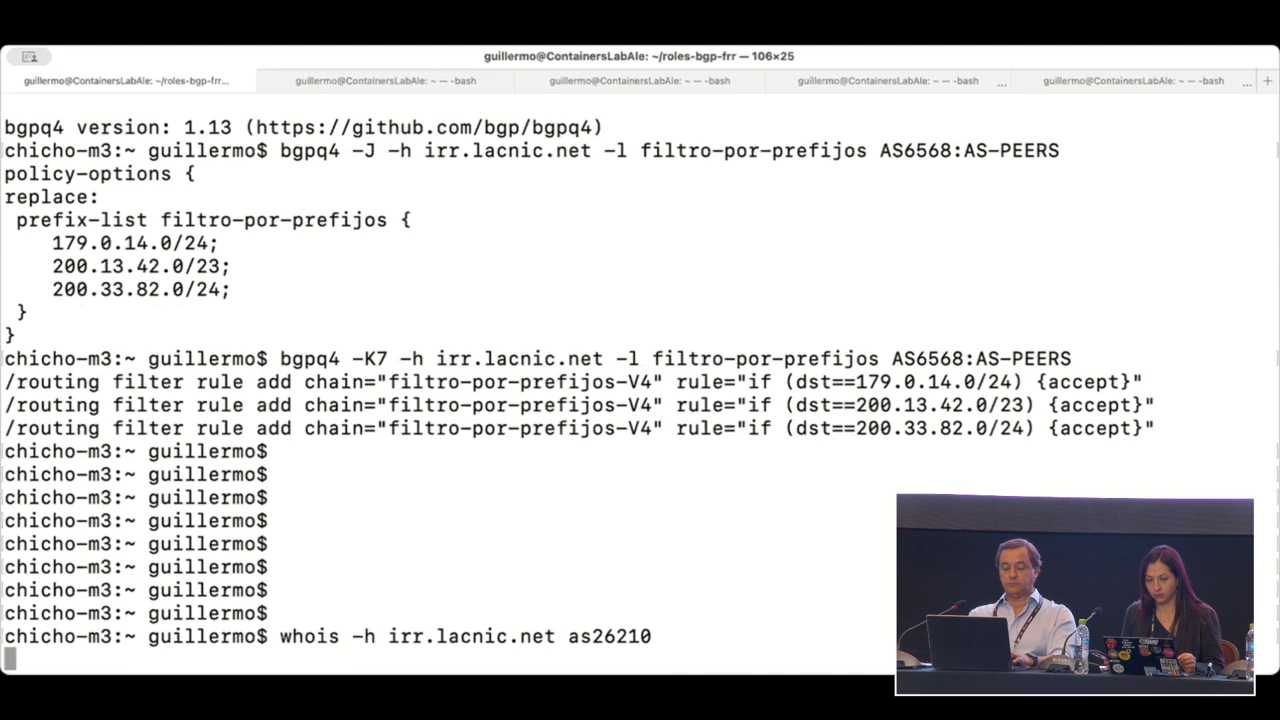 guillermo@ContainersLabAle: ~/roles-bgp-frr — 106×25
guillermo@ContainersLabAle: ~/roles-bgp-frr... guillermo@ContainersLabAle: ~ — -bash guillermo@ContainersLabAle: ~ — -bash guillermo@ContainersLabAle: ~ — -bash ... guillermo@ContainersLabAle: ~ — -bash ... +
bgpq4 version: 1.13 (https://github.com/bgp/bgpq4)
chicho-m3:~ guillermo$ bgpq4 -J -h irr.lacnic.net -l filtro-por-prefijos AS6568:AS-PEERS
policy-options {
replace:
prefix-list filtro-por-prefijos {
179.0.14.0/24;
200.13.42.0/23;
200.33.82.0/24;
}
}
chicho-m3:~ guillermo$ bgpq4 -K7 -h irr.lacnic.net -l filtro-por-prefijos AS6568:AS-PEERS
/routing filter rule add chain="filtro-por-prefijos-V4" rule="if (dst==179.0.14.0/24) {accept}"
/routing filter rule add chain="filtro-por-prefijos-V4" rule="if (dst==200.13.42.0/23) {accept}"
/routing filter rule add chain="filtro-por-prefijos-V4" rule="if (dst==200.33.82.0/24) {accept}"
chicho-m3:~ guillermo$
chicho-m3:~ guillermo$
chicho-m3:~ guillermo$
chicho-m3:~ guillermo$
chicho-m3:~ guillermo$
chicho-m3:~ guillermo$
chicho-m3:~ guillermo$
chicho-m3:~ guillermo$
chicho-m3:~ guillermo$ whois -h irr.lacnic.net as26210